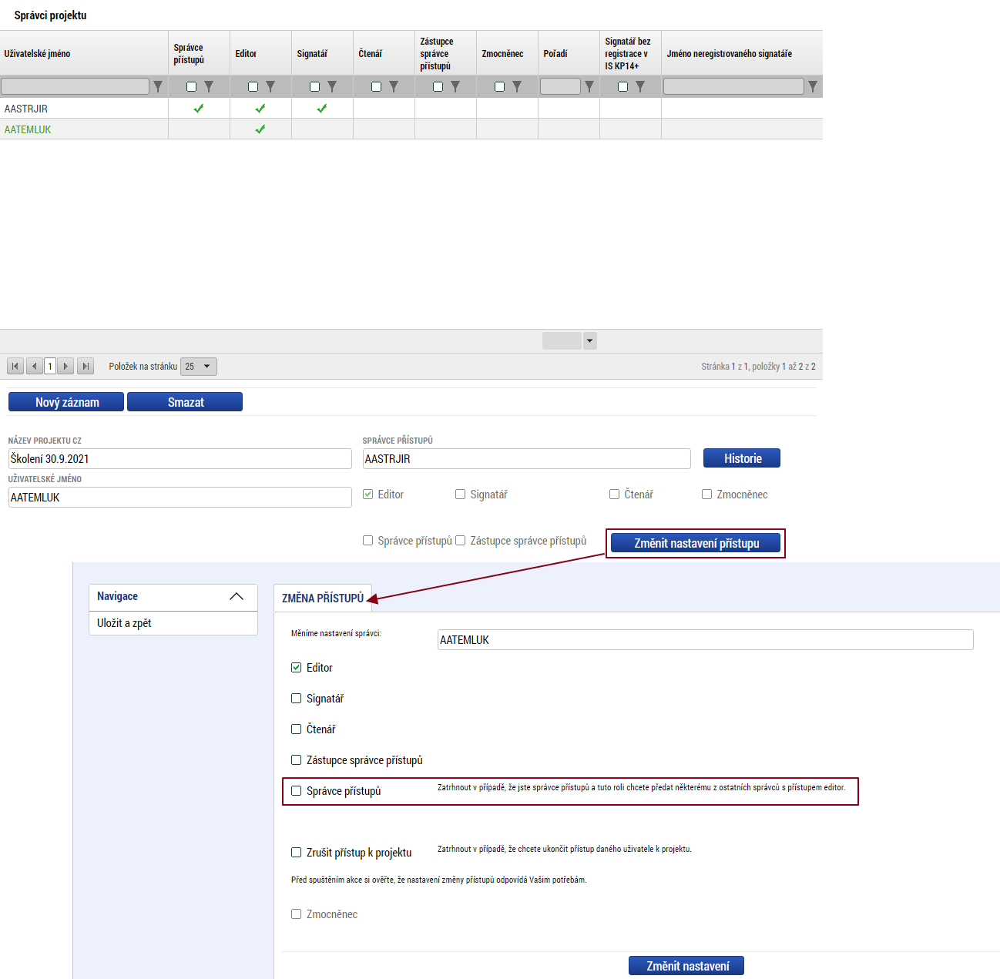 Správci projektu
Uživatelské jméno
Správce přístupů
Editor
Signatář
Čtenář
Zástupce správce přístupů
Zmocněnec
Pořadí
Signatář bez registrace v IS KP14+
Jméno neregistrovaného signatáře
AASTRJIR
AATEMLUK
1
Položek na stránku 25
Stránka 1 z 1, položky 1 až 2 z 2
Nový záznam
Smazat
NÁZEV PROJEKTU CZ
SPRÁVCE PŘÍSTUPŮ
Školení 30.9.2021
AASTRJIR
Historie
UŽIVATELSKÉ JMÉNO
AATEMLUK
Editor
Signatář
Čtenář
Zmocněnec
Správce přístupů
Zástupce správce přístupů
Změnit nastavení přístupu
Navigace
Uložit a zpět
ZMĚNA PŘÍSTUPŮ
Měníme nastavení správci:
AATEMLUK
Editor
Signatář
Čtenář
Zástupce správce přístupů
Správce přístupů
Zatrhnout v případě, že jste správce přístupů a tuto roli chcete předat některému z ostatních správců s přístupem editor.
Zrušit přístup k projektu
Zatrhnout v případě, že chcete ukončit přístup daného uživatele k projektu.
Před spuštěním akce si ověřte, že nastavení změny přístupů odpovídá Vašim potřebám.
Zmocněnec
Změnit nastavení